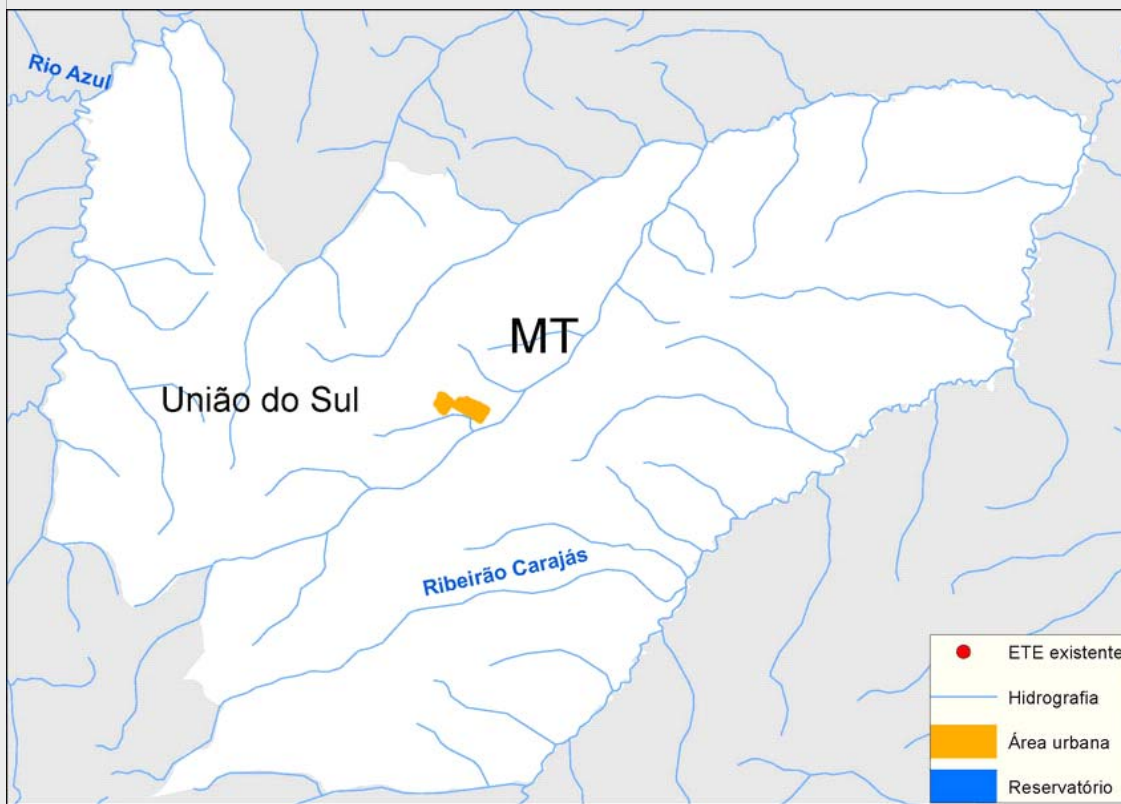 Rio Azul
MT
União do Sul
Ribeirão Carajás
ETE existente
Hidrografia
Área urbana
Reservatório